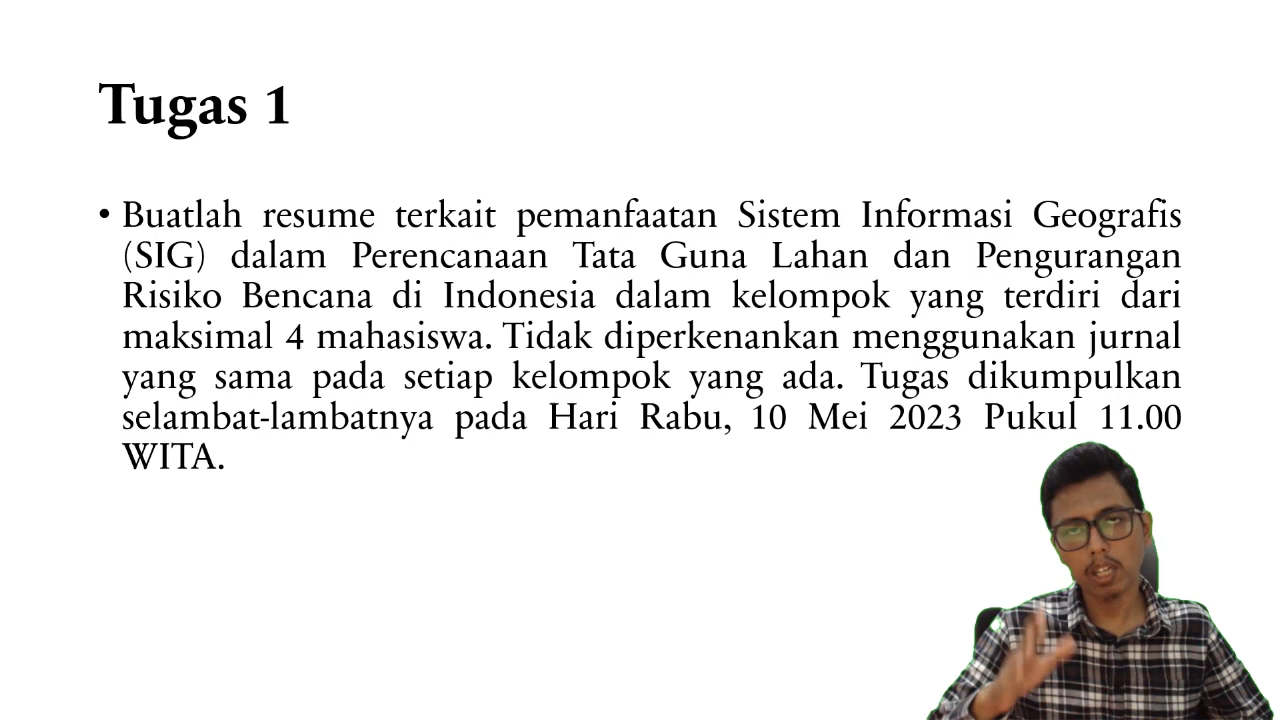 Tugas 1
• Buatlah resume terkait pemanfaatan Sistem Informasi Geografis
(SIG) dalam Perencanaan Tata Guna Lahan dan Pengurangan
Risiko Bencana di Indonesia dalam kelompok yang terdiri dari
maksimal 4 mahasiswa. Tidak diperkenankan menggunakan jurnal
yang sama pada setiap kelompok yang ada. Tugas dikumpulkan
selambat-lambatnya pada Hari Rabu, 10 Mei 2023 Pukul 11.00
WITA.